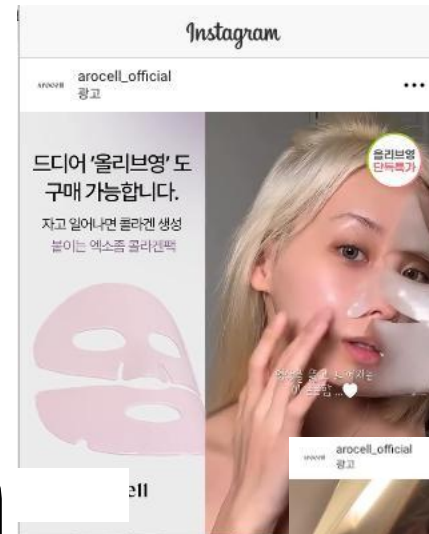 Instagram
arocell
arocell_official
광고
드디어 '올리브영' 도
구매 가능합니다.
자고 일어나면 콜라겐 생성
붙이는 엑소좀 콜라겐팩
올리브영
단독특가
ell
arocell
arocell_official
광고